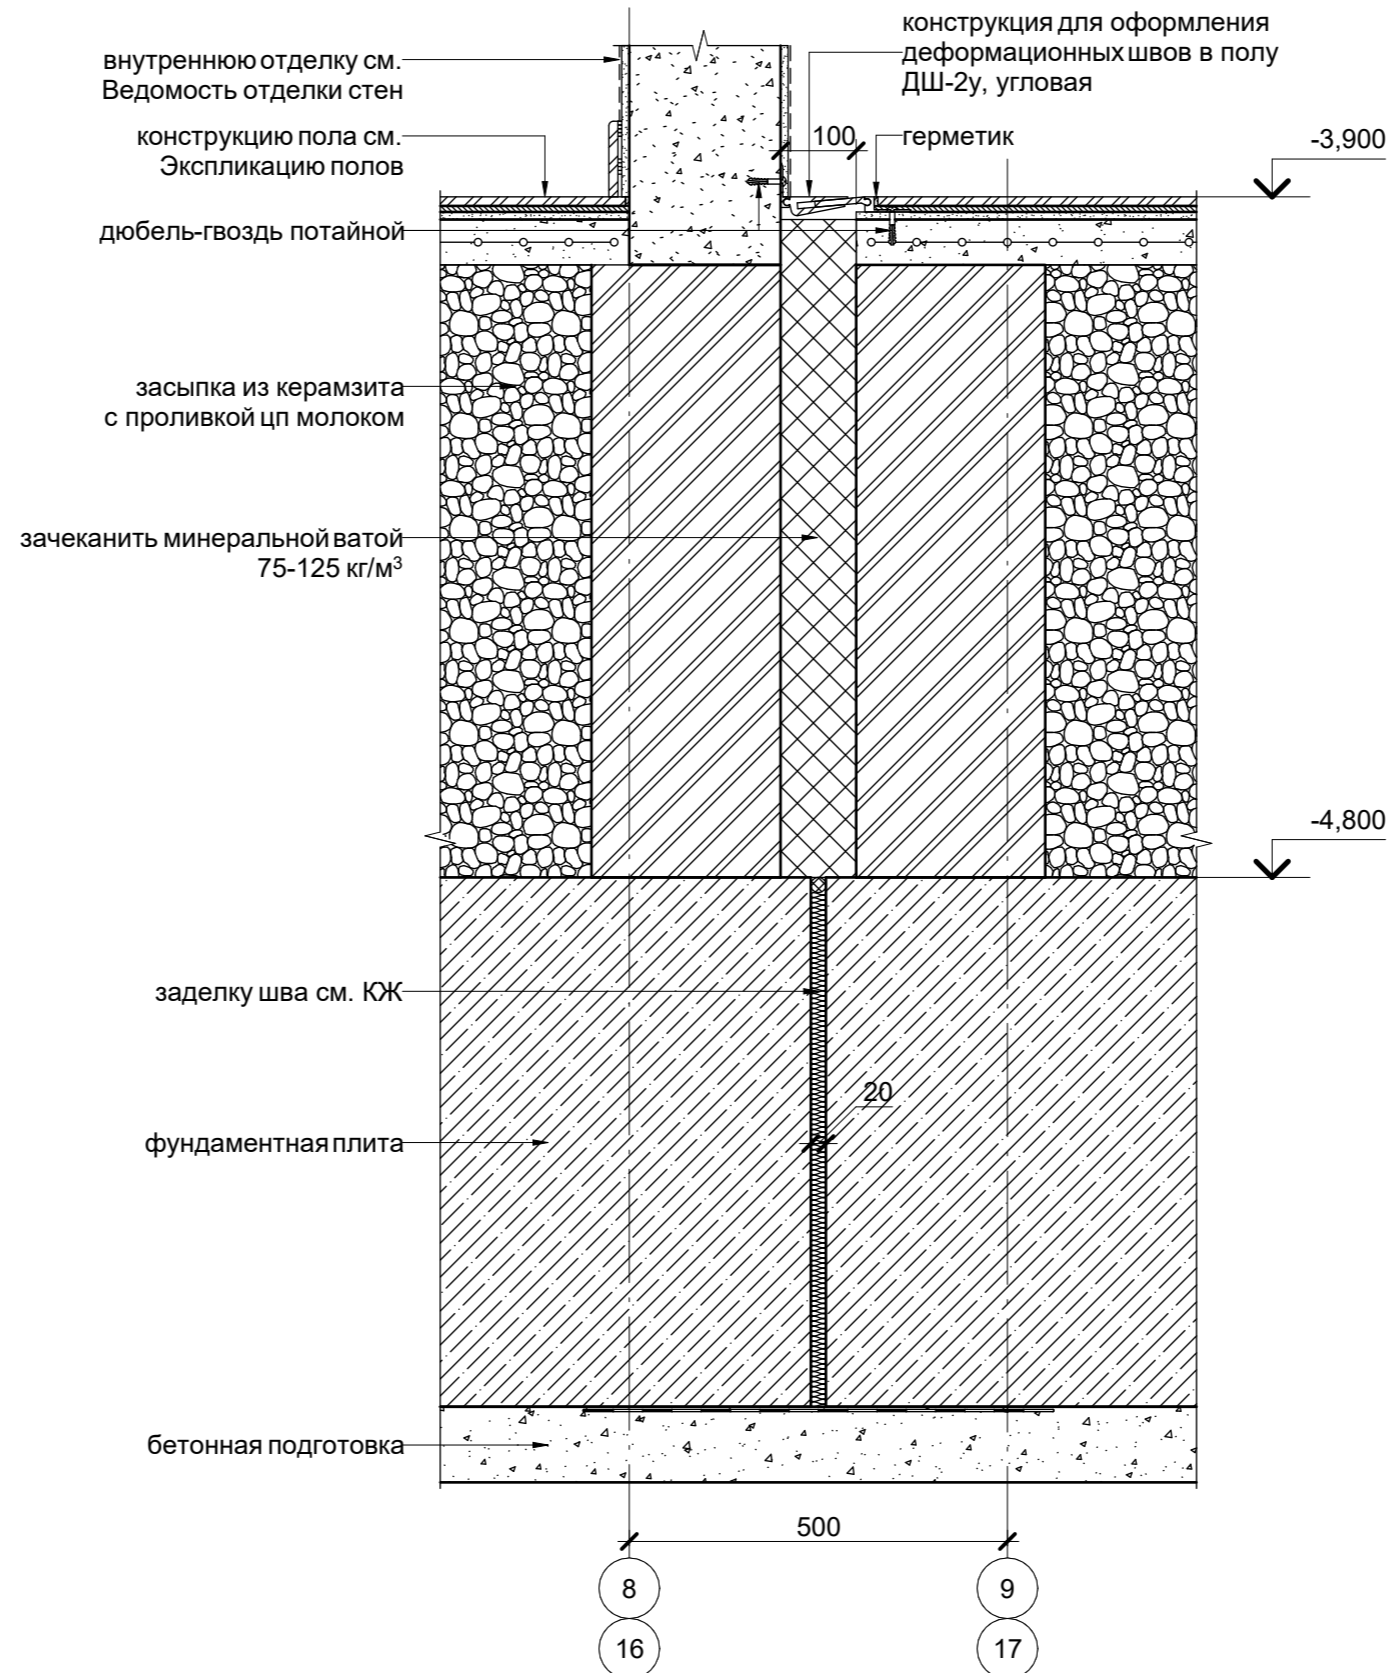 внутреннюю отделку см.
Ведомость отделки стен
конструкцию пола см.
Экспликацию полов
дюбель-гвоздь потайной
засыпка из керамзита
с проливкой цп молоком
зачеканить минеральной ватой
75-125 кг/м³
заделку шва см. КЖ
фундаментная плита
бетонная подготовка
конструкция для оформления
деформационных швов в полу
ДШ-2у, угловая
100
герметик
-3,900
-4,800
20
500
8
9
16
17